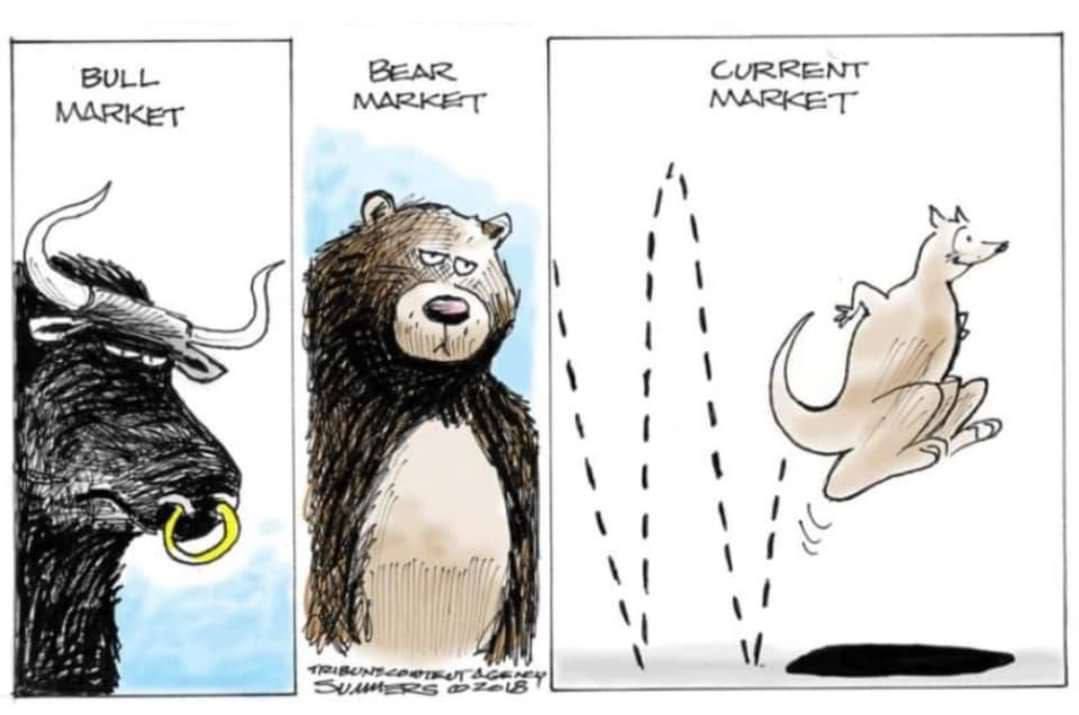 BULL
MARKET
BEAR
MARKET
CURRENT
MARKET
TRIBUNE CONTENT AGENCY
SUMMERS © 2018